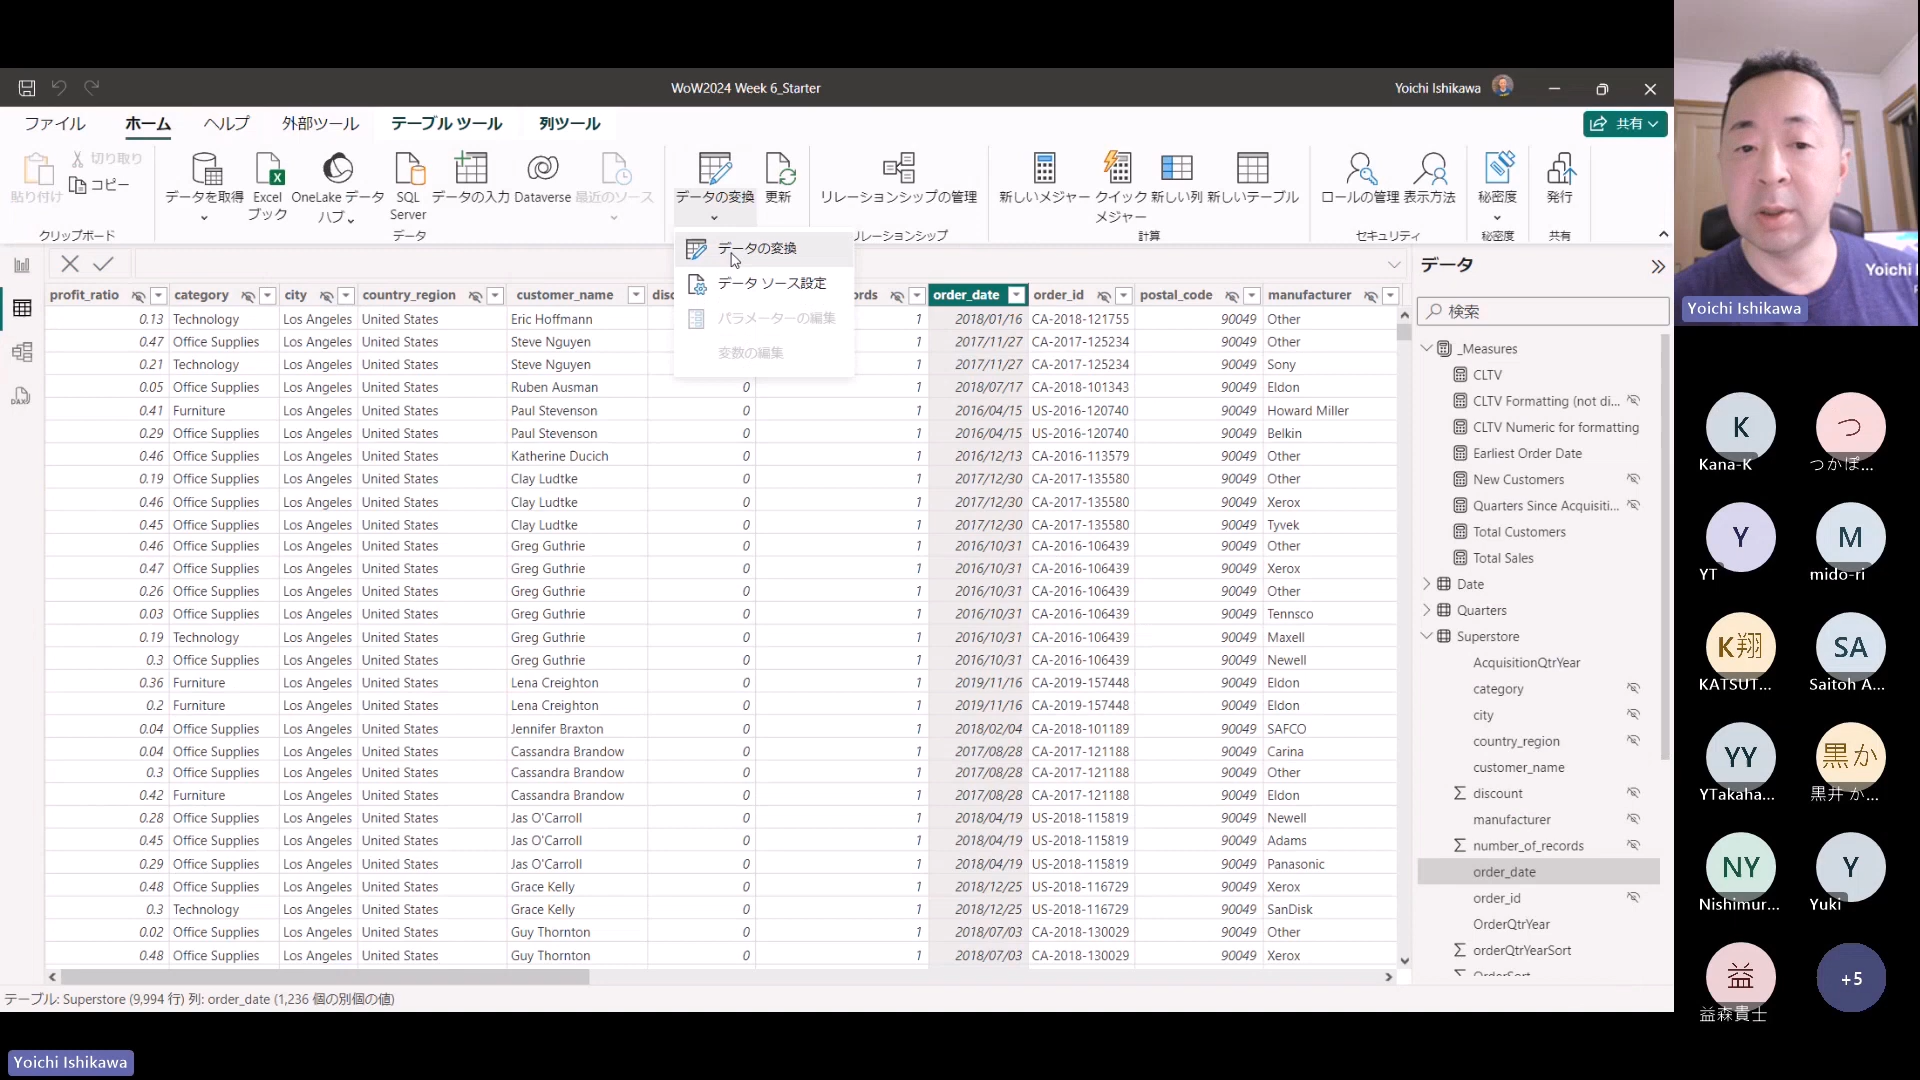 WoW2024 Week 6_Starter
Yoichi Ishikawa
ファイル ホーム ヘルプ 外部ツール テーブル ツール 列ツール 共有
貼り付け 切り取り コピー
データを取得 Excel ブック OneLake データ ハブ SQL Server データの入力 Dataverse 最近のソース
データの変換 更新 リレーションシップの管理
新しいメジャー クイック メジャー 新しい列 新しいテーブル
ロールの管理 表示方法 秘密度 発行
クリップボード データ レーションシップ 計算 セキュリティ 秘密度 共有
データの変換
データ ソース設定
パラメーターの編集
変数の編集
profit_ratio category city country_region customer_name disc ords order_date order_id postal_code manufacturer
0.13 Technology Los Angeles United States Eric Hoffmann 1 2018/01/16 CA-2018-121755 90049 Other
0.47 Office Supplies Los Angeles United States Steve Nguyen 1 2017/11/27 CA-2017-125234 90049 Other
0.21 Technology Los Angeles United States Steve Nguyen 1 2017/11/27 CA-2017-125234 90049 Sony
0.05 Office Supplies Los Angeles United States Ruben Ausman 0 1 2018/07/17 CA-2018-101343 90049 Eldon
0.41 Furniture Los Angeles United States Paul Stevenson 0 1 2016/04/15 US-2016-120740 90049 Howard Miller
0.29 Office Supplies Los Angeles United States Paul Stevenson 0 1 2016/04/15 US-2016-120740 90049 Belkin
0.46 Office Supplies Los Angeles United States Katherine Ducich 0 1 2016/12/13 CA-2016-113579 90049 Other
0.19 Office Supplies Los Angeles United States Clay Ludtke 0 1 2017/12/30 CA-2017-135580 90049 Other
0.46 Office Supplies Los Angeles United States Clay Ludtke 0 1 2017/12/30 CA-2017-135580 90049 Xerox
0.45 Office Supplies Los Angeles United States Clay Ludtke 0 1 2017/12/30 CA-2017-135580 90049 Tyvek
0.46 Office Supplies Los Angeles United States Greg Guthrie 0 1 2016/10/31 CA-2016-106439 90049 Other
0.47 Office Supplies Los Angeles United States Greg Guthrie 0 1 2016/10/31 CA-2016-106439 90049 Xerox
0.26 Office Supplies Los Angeles United States Greg Guthrie 0 1 2016/10/31 CA-2016-106439 90049 Other
0.03 Office Supplies Los Angeles United States Greg Guthrie 0 1 2016/10/31 CA-2016-106439 90049 Tennsco
0.19 Technology Los Angeles United States Greg Guthrie 0 1 2016/10/31 CA-2016-106439 90049 Maxell
0.3 Office Supplies Los Angeles United States Greg Guthrie 0 1 2016/10/31 CA-2016-106439 90049 Newell
0.36 Furniture Los Angeles United States Lena Creighton 0 1 2019/11/16 CA-2019-157448 90049 Eldon
0.2 Furniture Los Angeles United States Lena Creighton 0 1 2019/11/16 CA-2019-157448 90049 Eldon
0.04 Office Supplies Los Angeles United States Jennifer Braxton 0 1 2018/02/04 CA-2018-101189 90049 SAFCO
0.04 Office Supplies Los Angeles United States Cassandra Brandow 0 1 2017/08/28 CA-2017-121188 90049 Carina
0.3 Office Supplies Los Angeles United States Cassandra Brandow 0 1 2017/08/28 CA-2017-121188 90049 Other
0.42 Furniture Los Angeles United States Cassandra Brandow 0 1 2017/08/28 CA-2017-121188 90049 Eldon
0.28 Office Supplies Los Angeles United States Jas O'Carroll 0 1 2018/04/19 US-2018-115819 90049 Newell
0.45 Office Supplies Los Angeles United States Jas O'Carroll 0 1 2018/04/19 US-2018-115819 90049 Adams
0.29 Office Supplies Los Angeles United States Jas O'Carroll 0 1 2018/04/19 US-2018-115819 90049 Panasonic
0.48 Office Supplies Los Angeles United States Grace Kelly 0 1 2018/12/25 US-2018-116729 90049 Xerox
0.3 Technology Los Angeles United States Grace Kelly 0 1 2018/12/25 US-2018-116729 90049 SanDisk
0.02 Office Supplies Los Angeles United States Guy Thornton 0 1 2018/07/03 CA-2018-130029 90049 Other
0.48 Office Supplies Los Angeles United States Guy Thornton 0 1 2018/07/03 CA-2018-130029 90049 Xerox
テーブル: Superstore (9,994 行) 列: order_date (1,236 個の別個の値)
データ
検索
_Measures
CLTV
CLTV Formatting (not di...
CLTV Numeric for formatting
Earliest Order Date
New Customers
Quarters Since Acquisiti...
Total Customers
Total Sales
Date
Quarters
Superstore
AcquisitionQtrYear
category
city
country_region
customer_name
discount
manufacturer
number_of_records
order_date
order_id
OrderQtrYear
orderQtrYearSort
OrderSort
Yoichi
Yoichi Ishikawa
K つ
Kana-K つかぽ...
Y M
YT mido-ri
K翔 SA
KATSUT... Saitoh A...
YY 黒か
YTakaha... 黒井 か...
NY Y
Nishimur... Yuki
益 +5
益森貴士
Yoichi Ishikawa